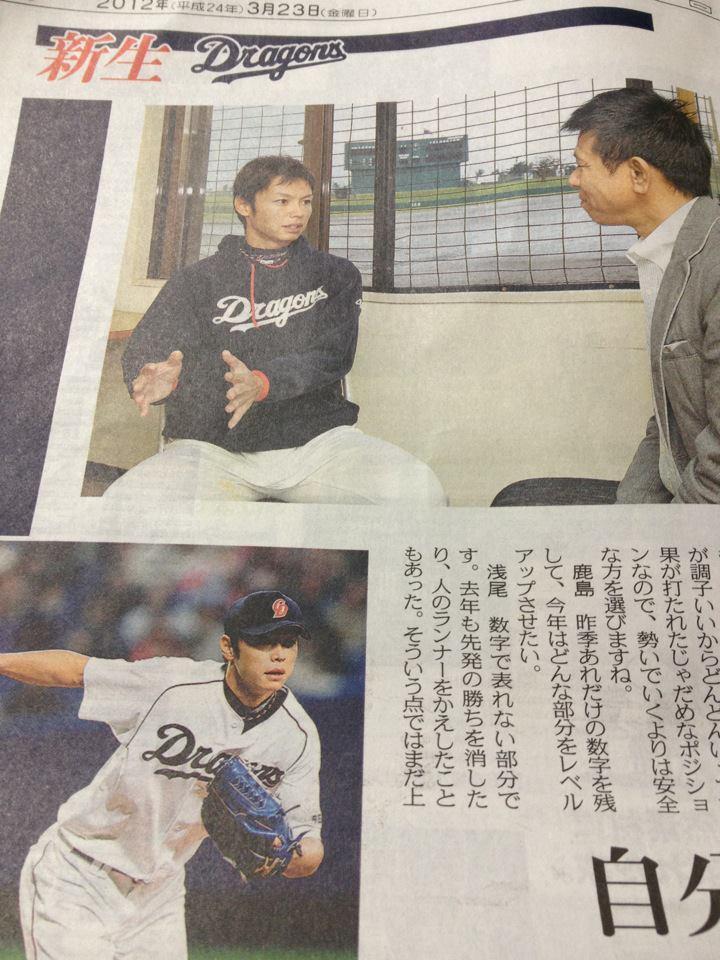 2012年(平成24年)3月23日(金曜日)
新生 Dragons
Dragons
が調子いいからどんどんい
果が打たれたじゃだめなポジショ
ンなので、勢いでいくよりは安全
な方を選びますね。
鹿島 昨季あれだけの数字を残
して、今年はどんな部分をレベル
アップさせたい。
浅尾 数字で表れない部分で
す。去年も先発の勝ちを消した
り、人のランナーをかえしたこと
もあった。そういう点ではまだ上
Dragons
自